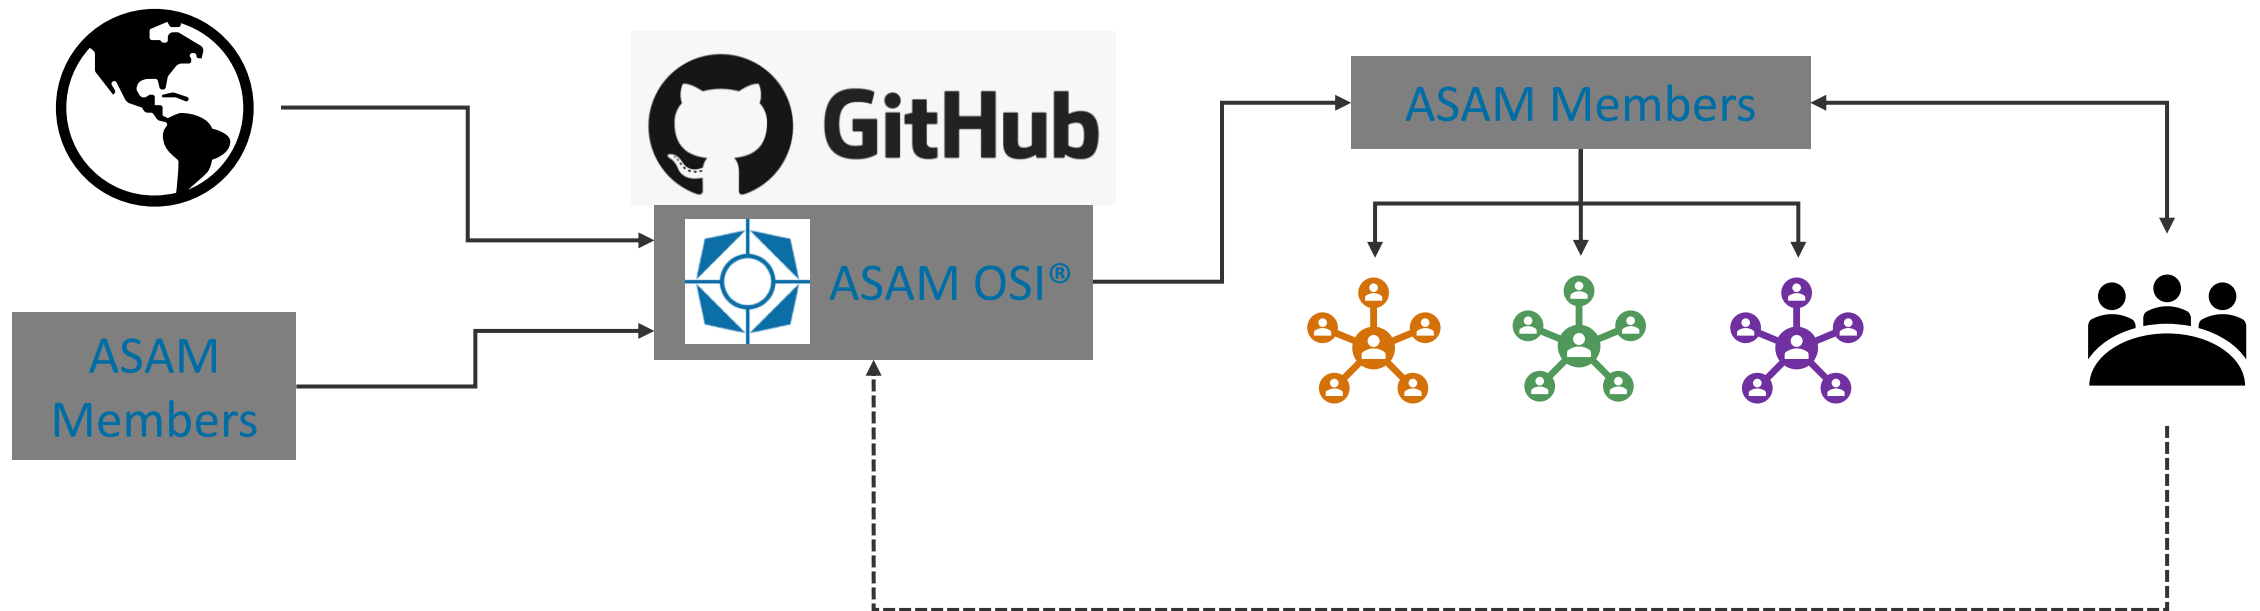 GitHub
ASAM Members
ASAM OSI®
ASAM
Members